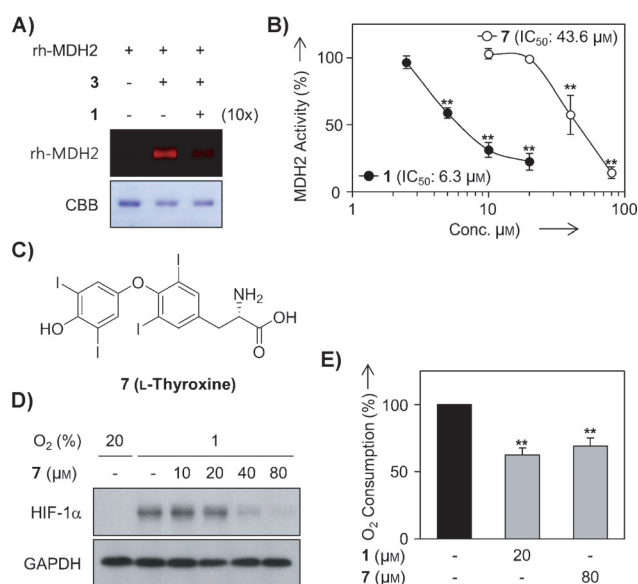 A)
rh-MDH2 + + +
3 - + +
1 - - + (10x)
rh-MDH2
CBB
B)
MDH2 Activity (%)
100
50
0
7 (IC50: 43.6 μM)
**
**
**
**
**
1 (IC50: 6.3 μM)
1 10 100
Conc. μM)
C)
I I
O NH2
HO OH
I I O
7 (L-Thyroxine)
D)
O2 (%) 20 1
7 (μM) - - 10 20 40 80
HIF-1α
GAPDH
E)
O2 Consumption (%)
100
50
0
** **
1 (μM) - 20 -
7 (μM) - - 80